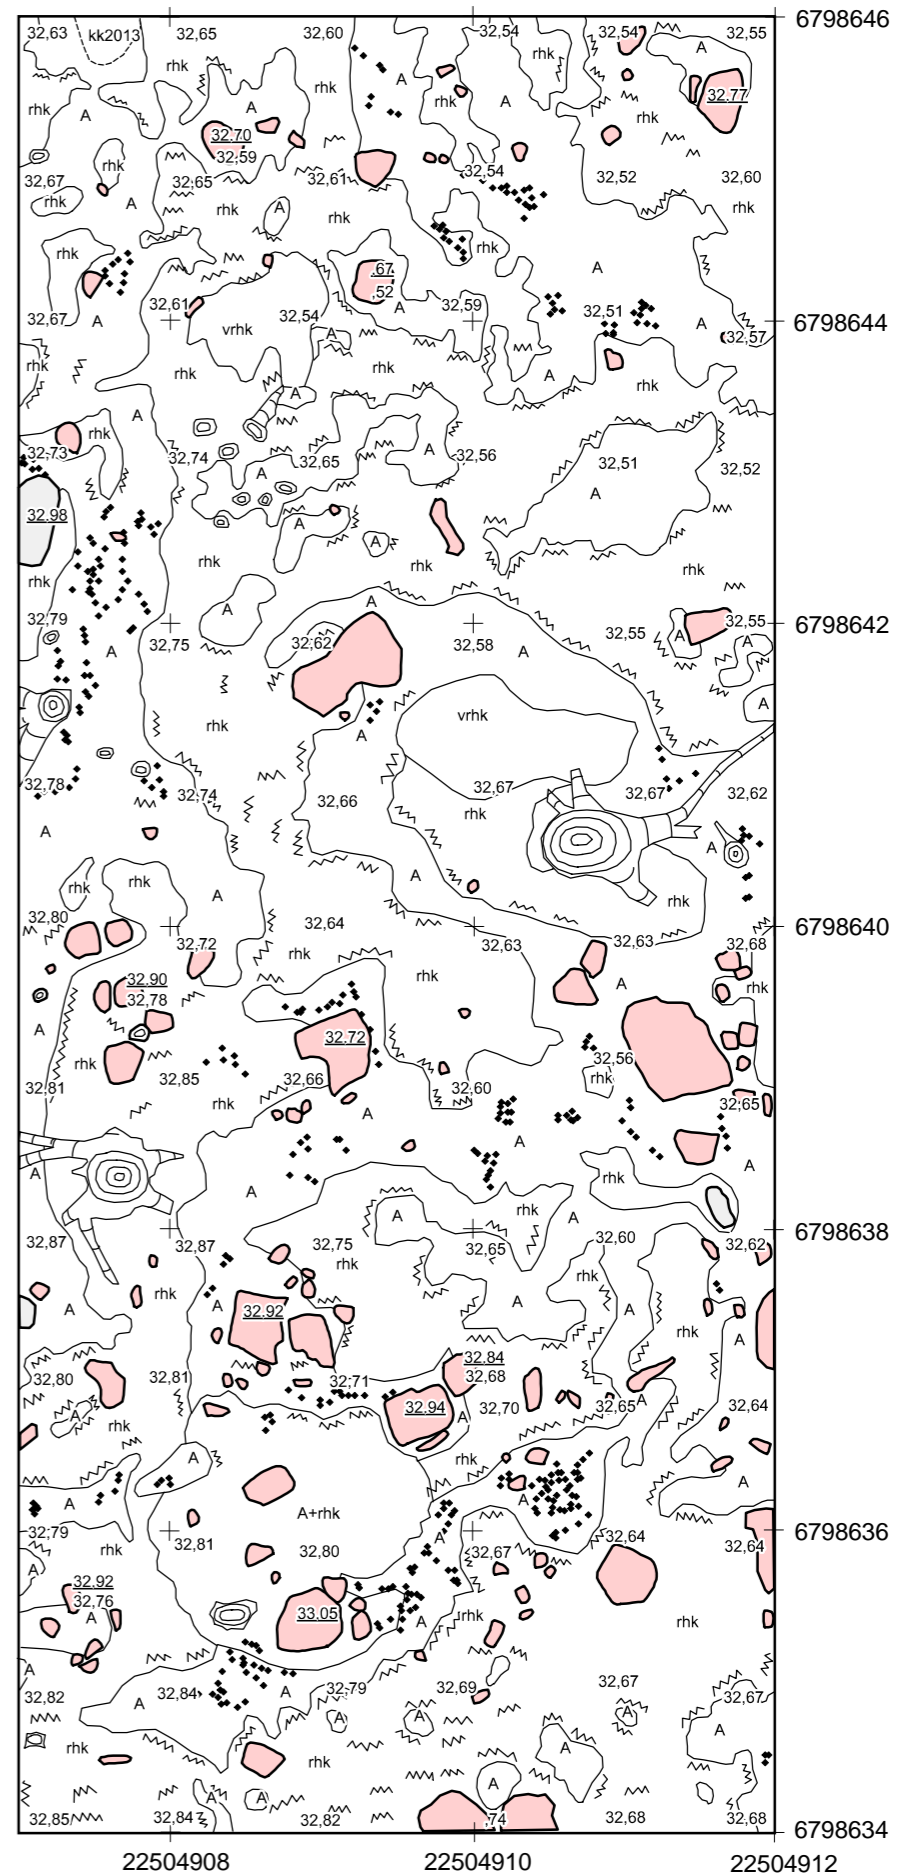 32,63 kk2013 32,65 32,60 32,54 32,54 32,55 6798646
rhk rhk A A
rhk A A rhk A rhk 32.77
rhk A rhk
32.70
32,59
rhk
32,67 32,65 32,61 32,54 32,52 32,60
rhk A rhk A rhk rhk
rhk rhk A
.67
,52
32,61 A 32,59 32,51
32,67 A vrhk 32,54 A A 32,57 6798644
rhk rhk rhk A rhk
A A
rhk
32,73 32,74 A 32,65 A 32,56 32,51 32,52
A
32.98 A A
rhk rhk rhk rhk
32,79 A A
32,75 32,62 32,58 32,55 A 32,55 6798642
A A A
rhk A vrhk A
32,78 32,74 32,66 32,67 32,67 32,62
A rhk A
rhk rhk A A rhk
32,80 32,72 32,64 32,63 32,63 32,68 6798640
rhk
32.90 rhk A rhk
32,78
A 32.72 32,56
rhk 32,66 rhk
32,81 32,85 rhk 32,60 32,65
A A
A A rhk A
A rhk A
32,87 32,87 32,75 32,65 32,60 32,62 6798638
rhk rhk
A A 32.92 A A rhk A
32.84
32,80 32,81 32,71 32,68
32.94 32,70 32,65 A 32,64
A rhk A rhk
A A
A A+rhk A
32,79 32,81 A 32,64 6798636
rhk 32,80 32,67 32,64
A
32.92
32,76
A 33.05 A rhk rhk
A
32,82 32,84 A 32,79 32,69 32,67 32,67
A A A A A
rhk rhk A
A A A
32,85 32,84 32,82 ,74 32,68 32,68 6798634
22504908 22504910 22504912